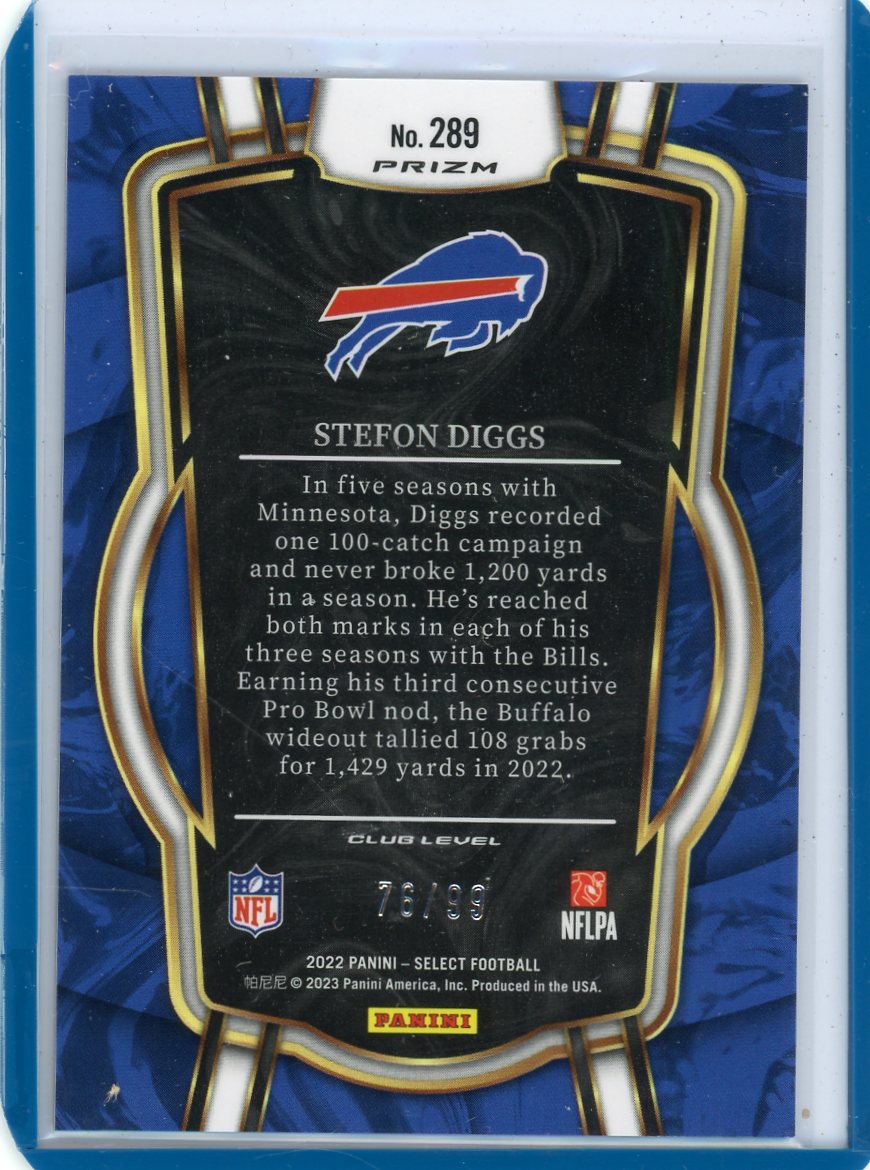 No. 289
PRIZM
STEFON DIGGS
In five seasons with
Minnesota, Diggs recorded
one 100-catch campaign
and never broke 1,200 yards
in a season. He's reached
both marks in each of his
three seasons with the Bills.
Earning his third consecutive
Pro Bowl nod, the Buffalo
wideout tallied 108 grabs
for 1,429 yards in 2022.
CLUB LEVEL
NFL
76/99
NFLPA
2022 PANINI – SELECT FOOTBALL
帕尼尼 © 2023 Panini America, Inc. Produced in the USA.
PANINI